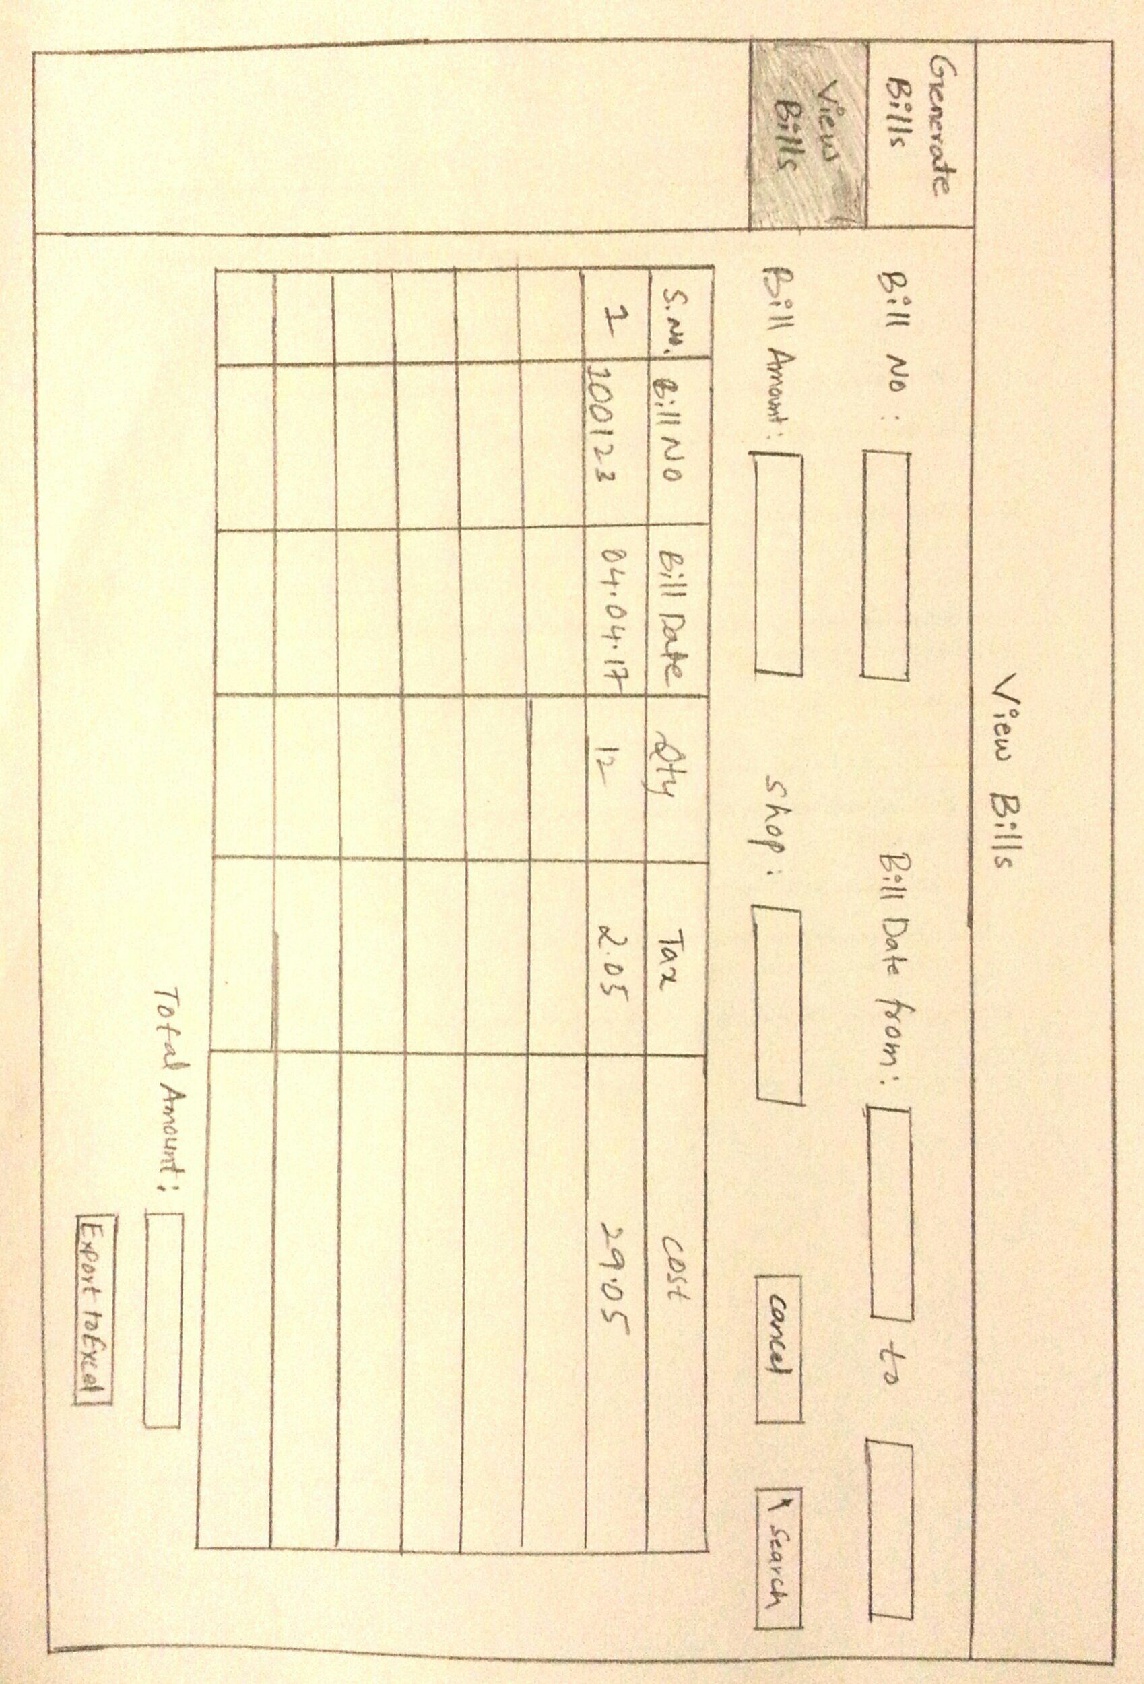 View Bills
Generate
Bills
View
Bills
Bill No : Bill Date from: to
Bill Amount: Shop: cancel search
S.No. Bill No Bill Date Qty Tax cost
1 100123 04.04.17 12 2.05 29.05
Total Amount:
Export to Excel